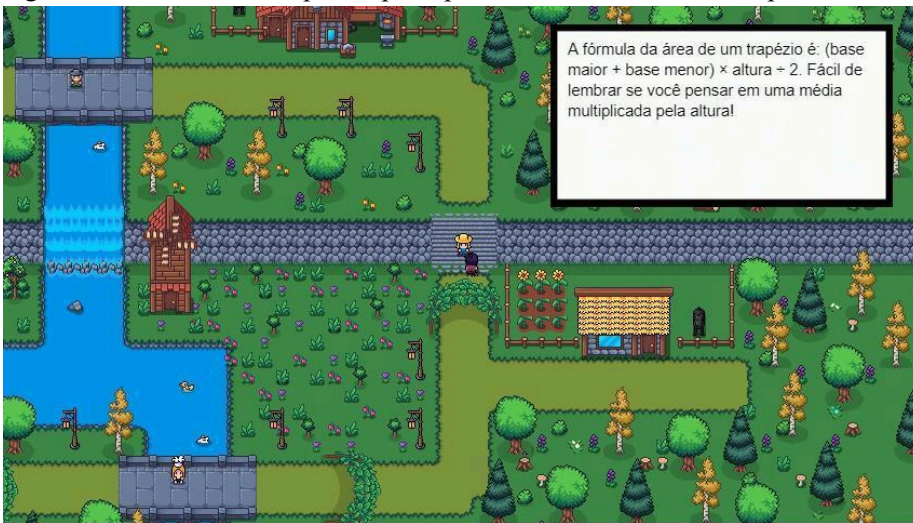 A fórmula da área de um trapézio é: (base
maior + base menor) × altura ÷ 2. Fácil de
lembrar se você pensar em uma média
multiplicada pela altura!